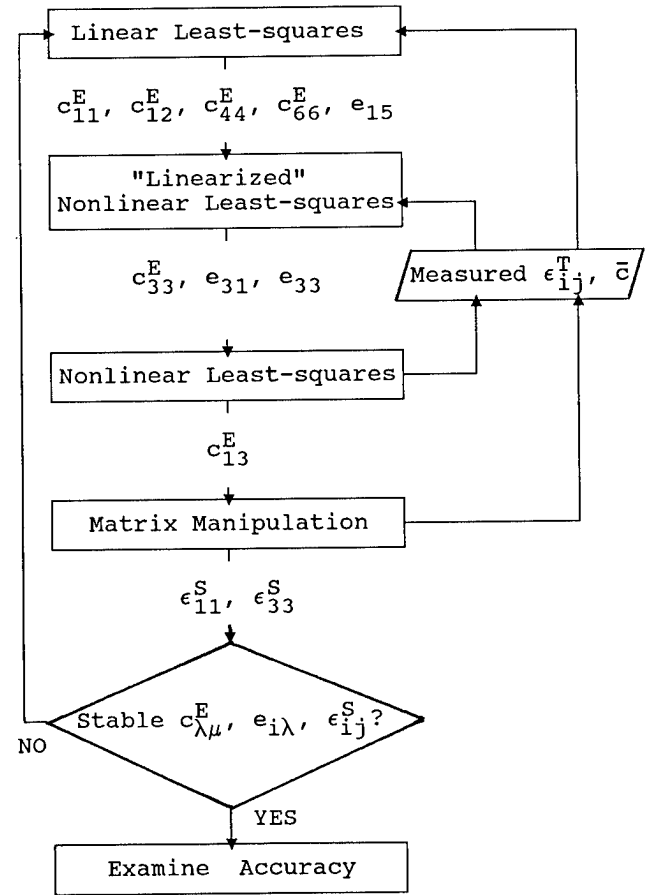 Linear Least-squares
c^E_11, c^E_12, c^E_44, c^E_66, e_15
"Linearized"
Nonlinear Least-squares
c^E_33, e_31, e_33
Measured ϵ^T_ij, c̄
Nonlinear Least-squares
c^E_13
Matrix Manipulation
ϵ^S_11, ϵ^S_33
Stable c^E_λμ, e_iλ, ϵ^S_ij?
NO
YES
Examine Accuracy